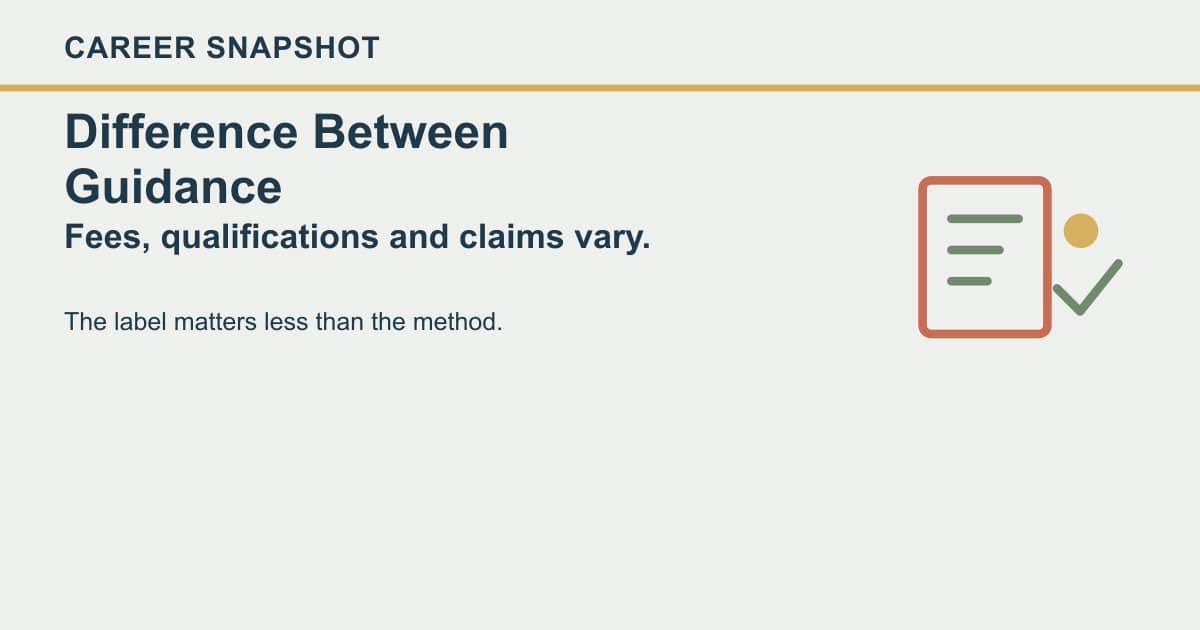 CAREER SNAPSHOT
Difference Between
Guidance
Fees, qualifications and claims vary.
The label matters less than the method.